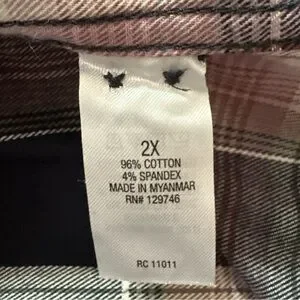 2X
96% COTTON
4% SPANDEX
MADE IN MYANMAR
RN# 129746
RC 11011